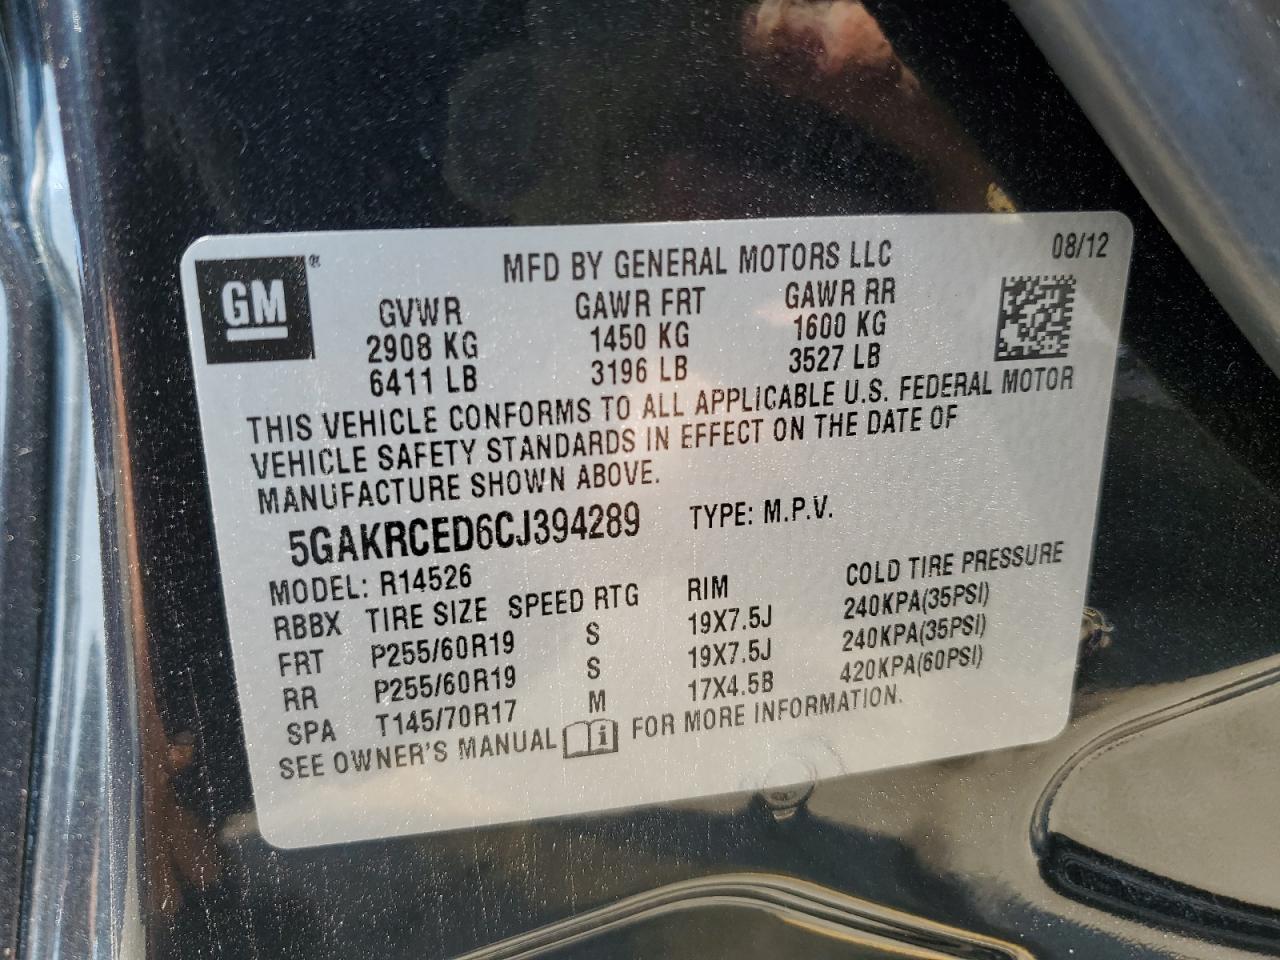 GM ®
MFD BY GENERAL MOTORS LLC 08/12
GVWR GAWR FRT GAWR RR
2908 KG 1450 KG 1600 KG
6411 LB 3196 LB 3527 LB
THIS VEHICLE CONFORMS TO ALL APPLICABLE U.S. FEDERAL MOTOR
VEHICLE SAFETY STANDARDS IN EFFECT ON THE DATE OF
MANUFACTURE SHOWN ABOVE.
5GAKRCED6CJ394289 TYPE: M.P.V.
MODEL: R14526
RBBX TIRE SIZE SPEED RTG RIM COLD TIRE PRESSURE
FRT P255/60R19 S 19X7.5J 240KPA(35PSI)
RR P255/60R19 S 19X7.5J 240KPA(35PSI)
SPA T145/70R17 M 17X4.5B 420KPA(60PSI)
SEE OWNER'S MANUAL i FOR MORE INFORMATION.